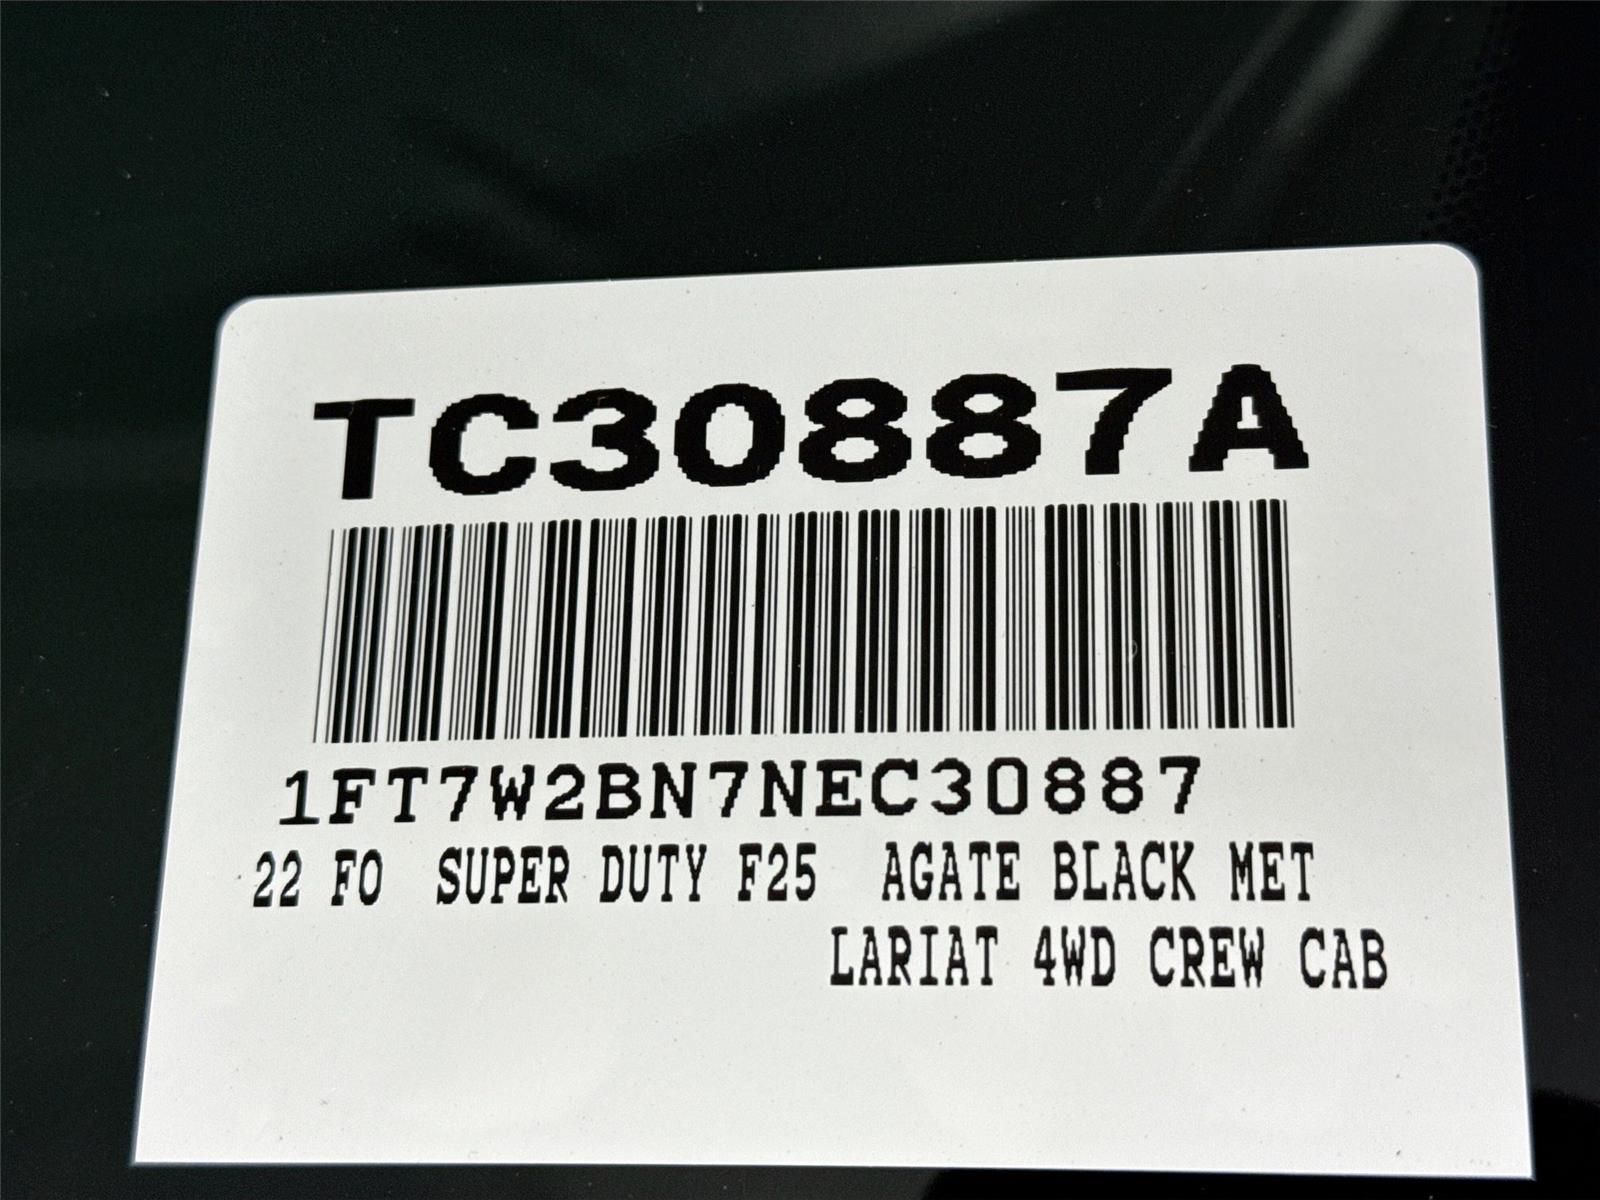 TC30887A
1FT7W2BN7NEC30887
22 FO SUPER DUTY F25 AGATE BLACK MET
LARIAT 4WD CREW CAB